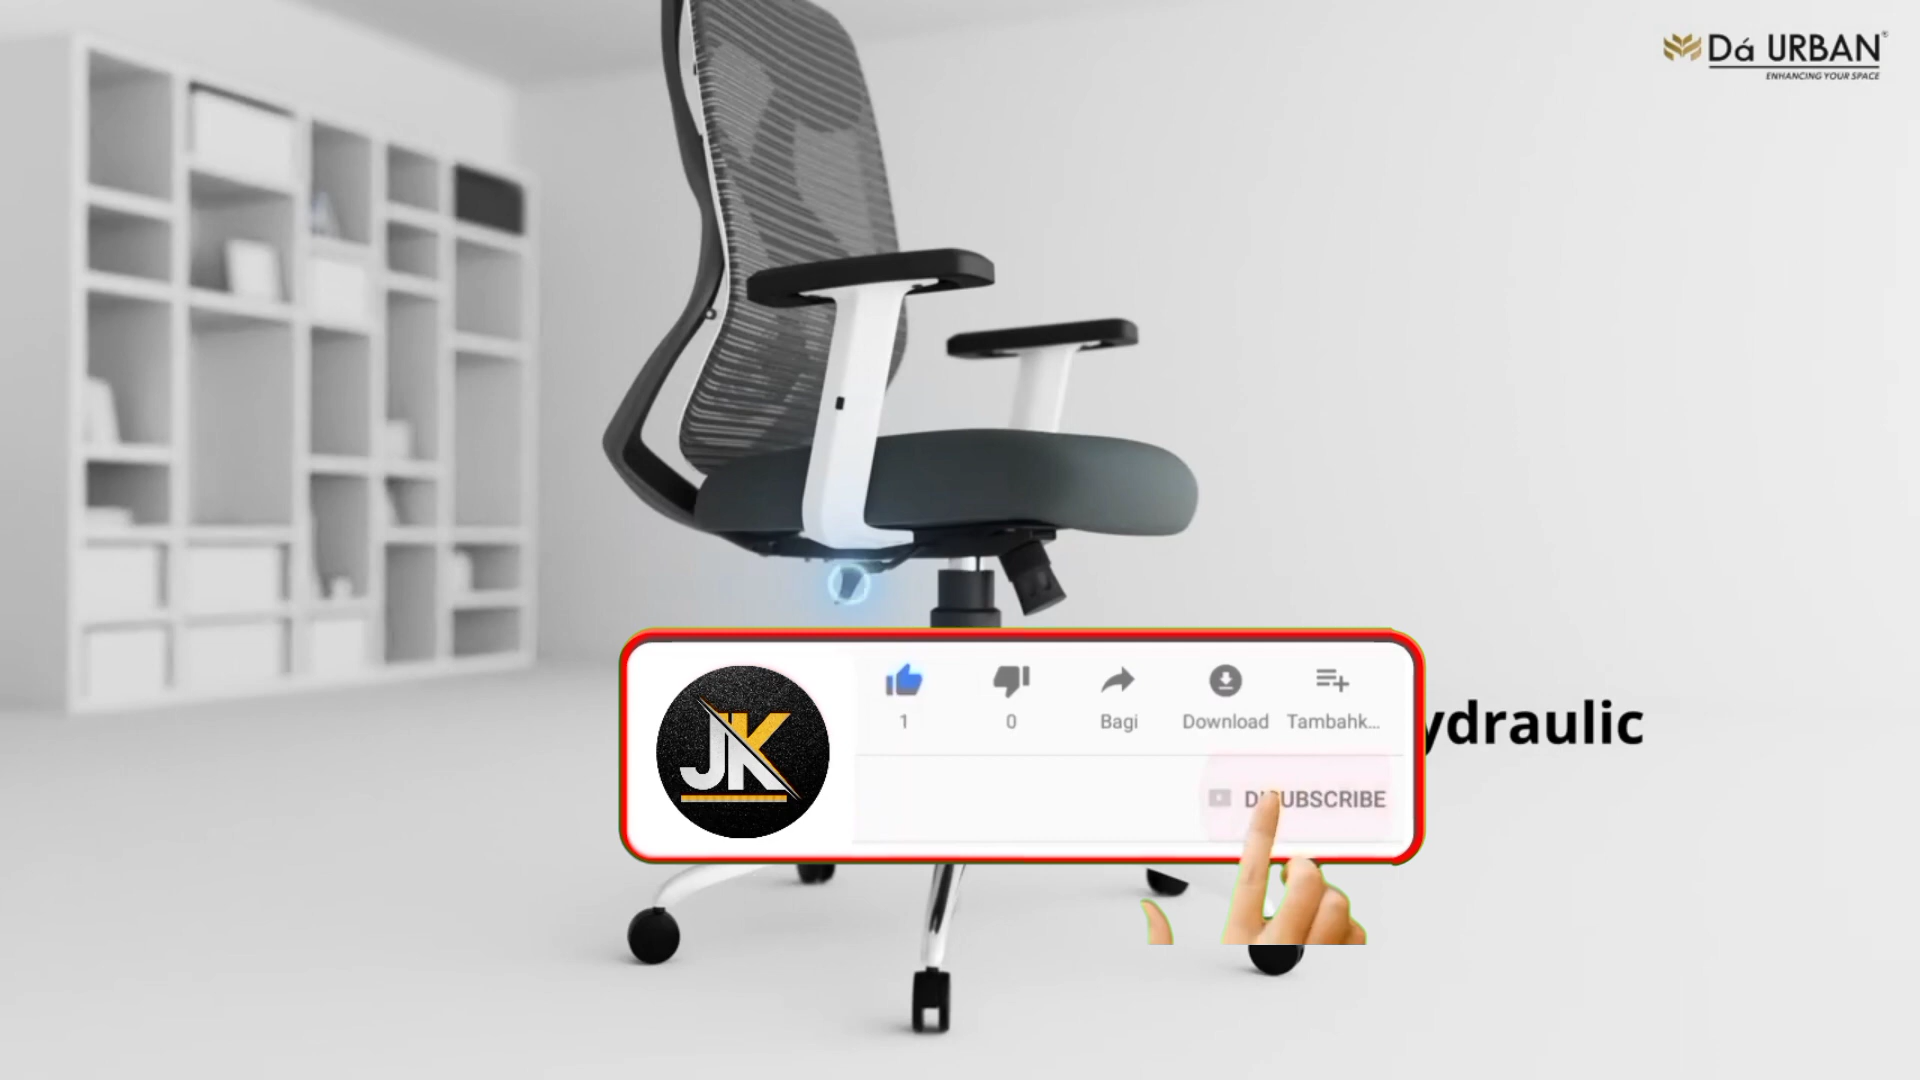 Dá URBAN®
ENHANCING YOUR SPACE
JK
1
0
Bagi
Download
Tambahk...
ydraulic
UBSCRIBE